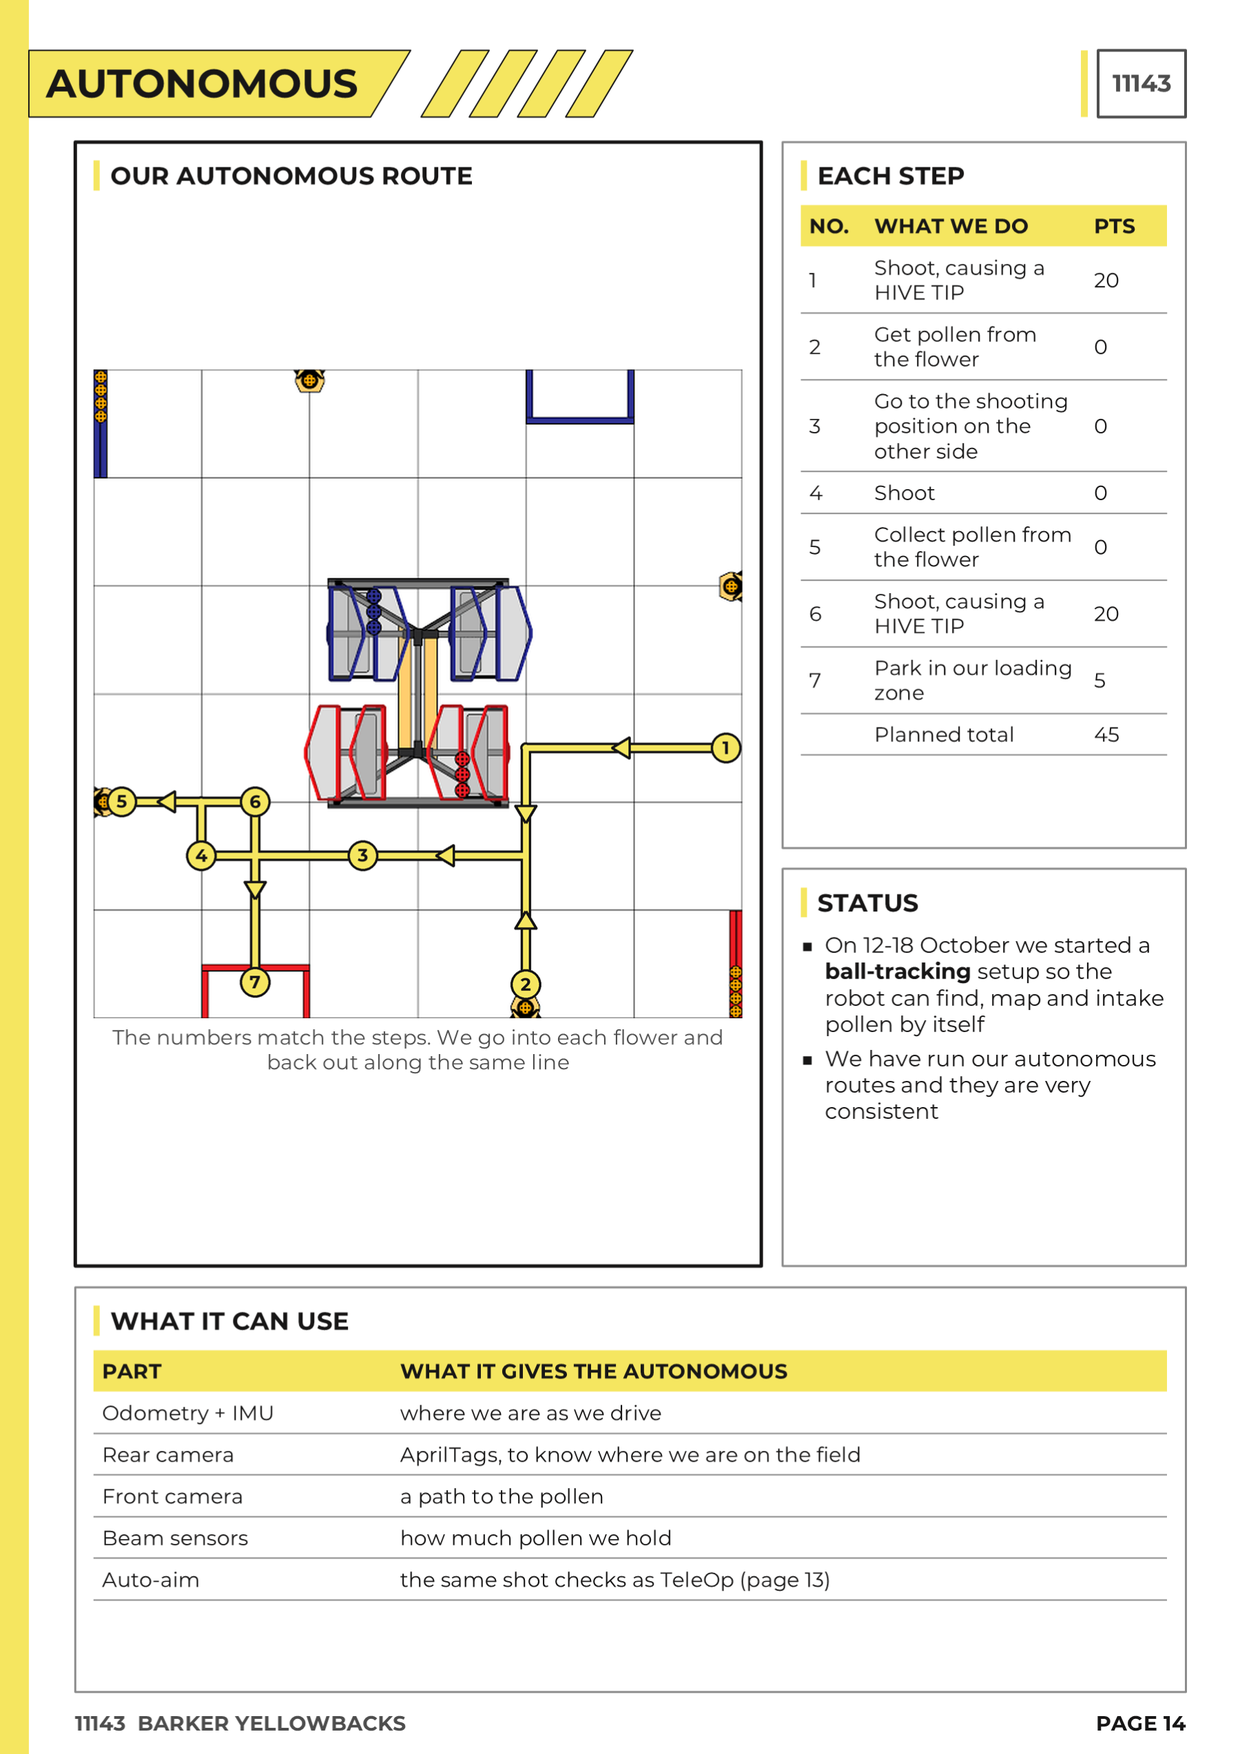 AUTONOMOUS
11143
OUR AUTONOMOUS ROUTE
1
5
6
4
3
7
2
The numbers match the steps. We go into each flower and
back out along the same line
EACH STEP
NO. WHAT WE DO PTS
1 Shoot, causing a HIVE TIP 20
2 Get pollen from the flower 0
3 Go to the shooting position on the other side 0
4 Shoot 0
5 Collect pollen from the flower 0
6 Shoot, causing a HIVE TIP 20
7 Park in our loading zone 5
Planned total 45
STATUS
▪ On 12-18 October we started a
ball-tracking setup so the
robot can find, map and intake
pollen by itself
▪ We have run our autonomous
routes and they are very
consistent
WHAT IT CAN USE
PART WHAT IT GIVES THE AUTONOMOUS
Odometry + IMU where we are as we drive
Rear camera AprilTags, to know where we are on the field
Front camera a path to the pollen
Beam sensors how much pollen we hold
Auto-aim the same shot checks as TeleOp (page 13)
11143 BARKER YELLOWBACKS
PAGE 14